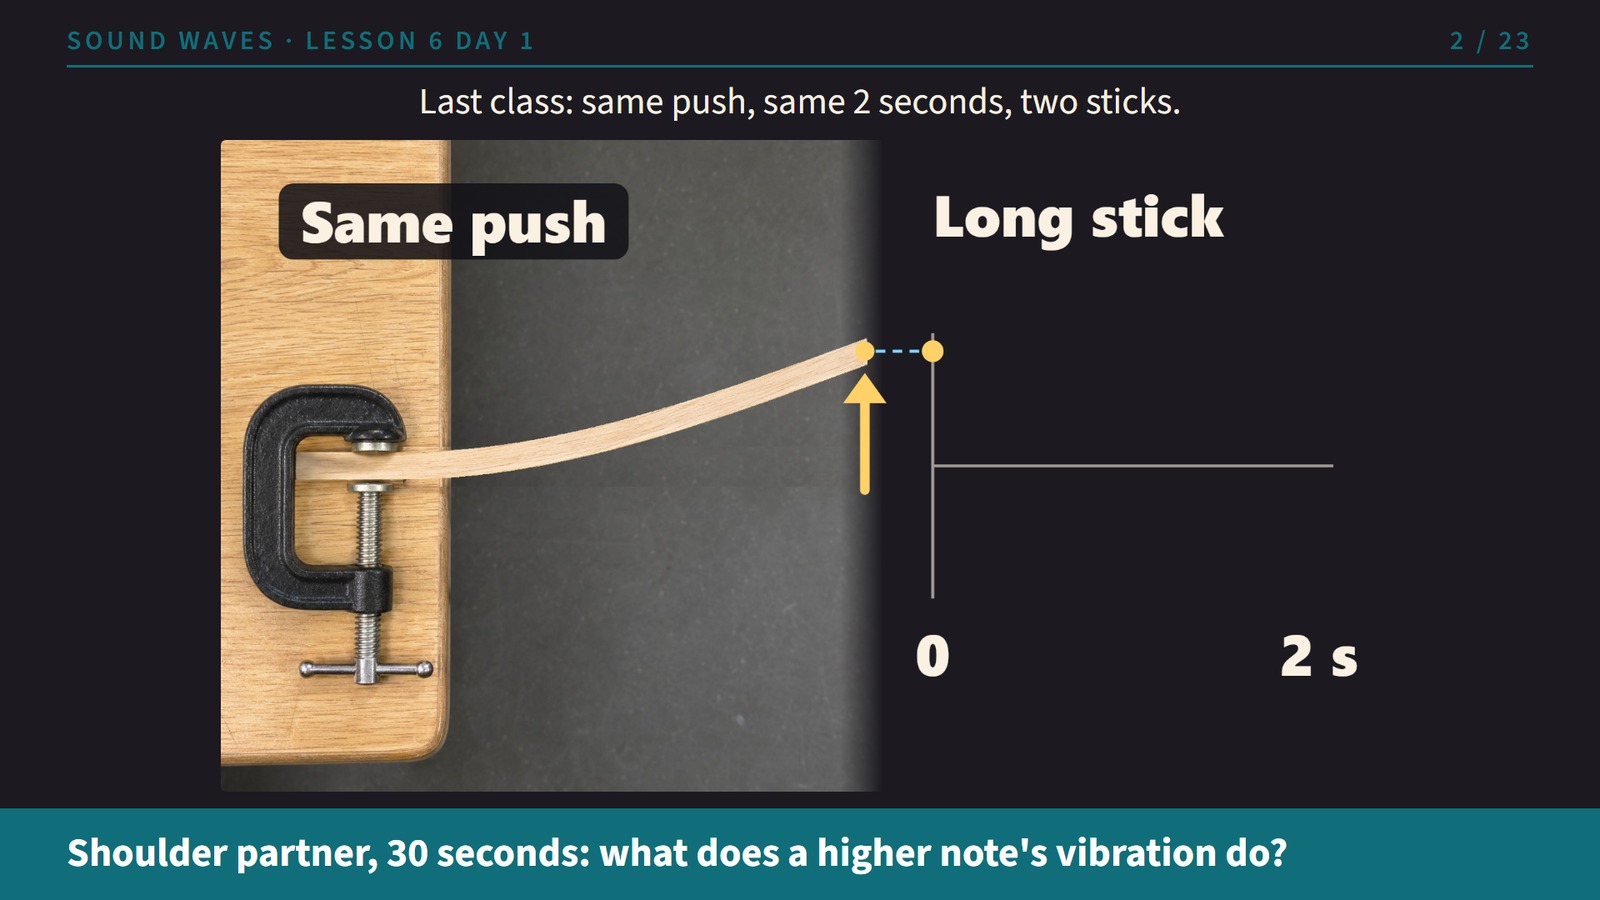 SOUND WAVES · LESSON 6 DAY 1
2 / 23
Last class: same push, same 2 seconds, two sticks.
Same push
Long stick
0
2 s
Shoulder partner, 30 seconds: what does a higher note's vibration do?